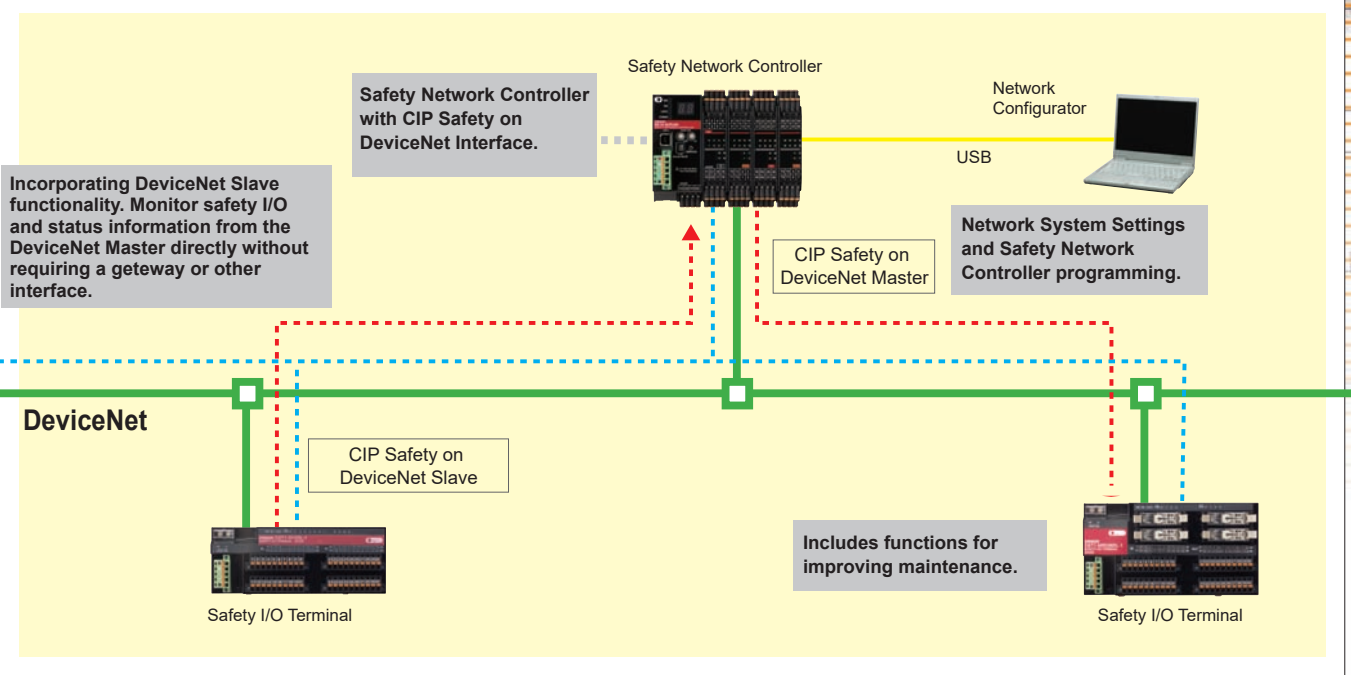 Safety Network Controller
Safety Network Controller
with CIP Safety on
DeviceNet Interface.
Network
Configurator
USB
Incorporating DeviceNet Slave
functionality. Monitor safety I/O
and status information from the
DeviceNet Master directly without
requiring a geteway or other
interface.
CIP Safety on
DeviceNet Master
Network System Settings
and Safety Network
Controller programming.
DeviceNet
CIP Safety on
DeviceNet Slave
Includes functions for
improving maintenance.
Safety I/O Terminal
Safety I/O Terminal